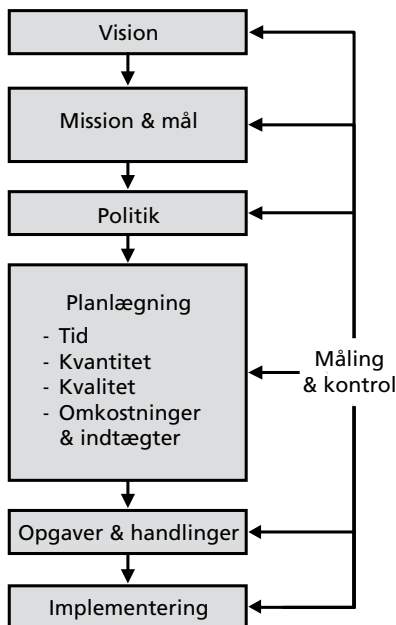 Vision
Mission & mål
Politik
Planlægning
- Tid
- Kvantitet
- Kvalitet
- Omkostninger
& indtægter
Måling
& kontrol
Opgaver & handlinger
Implementering